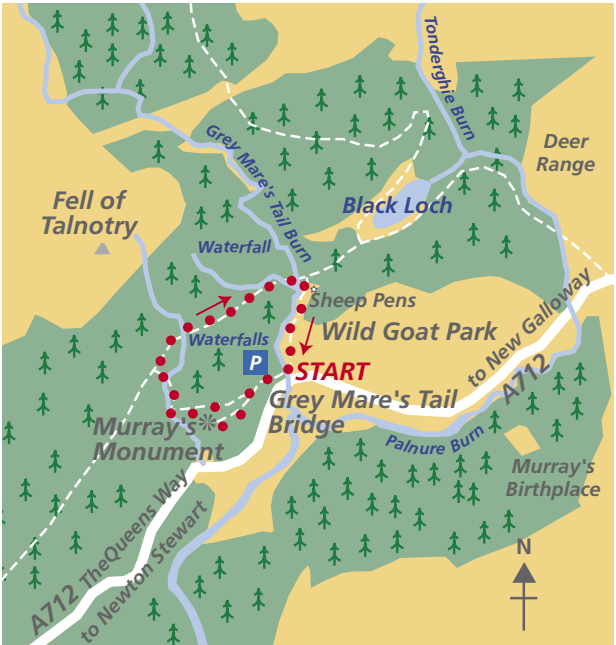 Tonderghie Burn
Grey Mare's Tail Burn
Deer
Range
Fell of
Talnotry
Black Loch
Waterfall
Sheep Pens
Wild Goat Park
Waterfalls
P
START
to New Galloway
A712
Grey Mare's Tail
Bridge
Murray's
Monument
Palnure Burn
Murray's
Birthplace
A712 TheQueens Way
to Newton Stewart
N